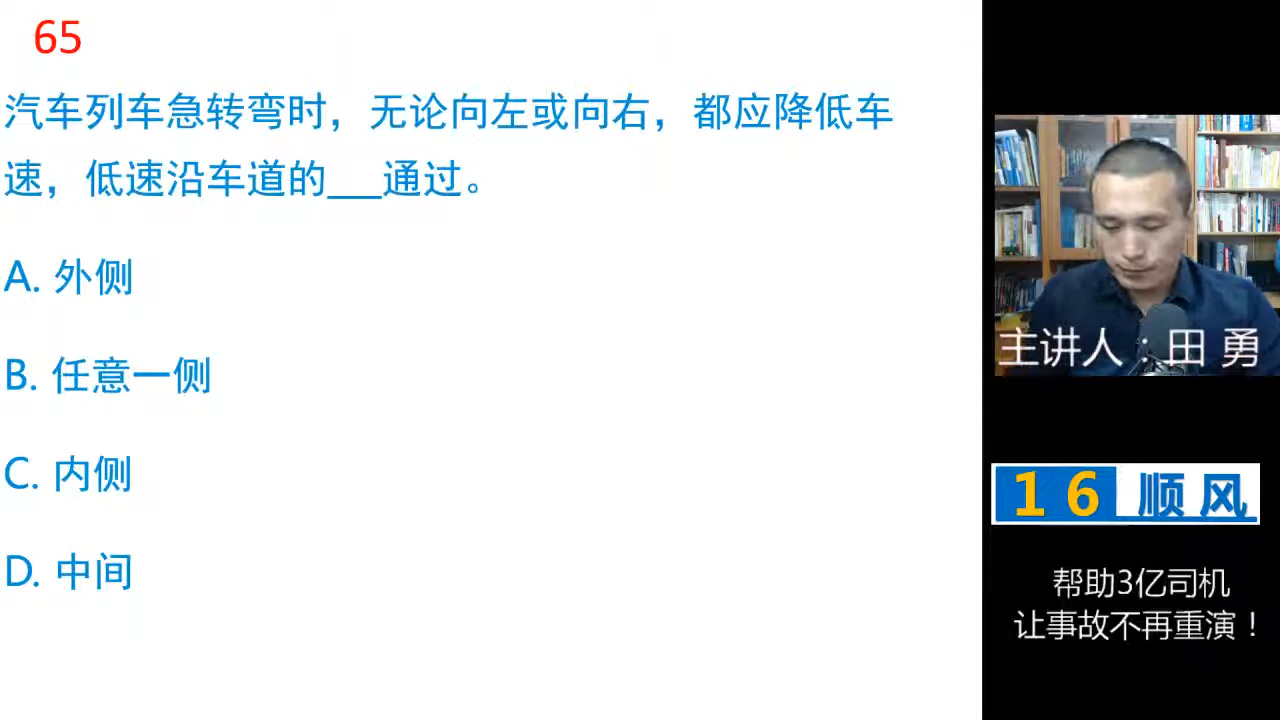 65
汽车列车急转弯时，无论向左或向右，都应降低车
速，低速沿车道的___通过。
A. 外侧
B. 任意一侧
C. 内侧
D. 中间
主讲人：田 勇
16 顺风
帮助3亿司机
让事故不再重演！